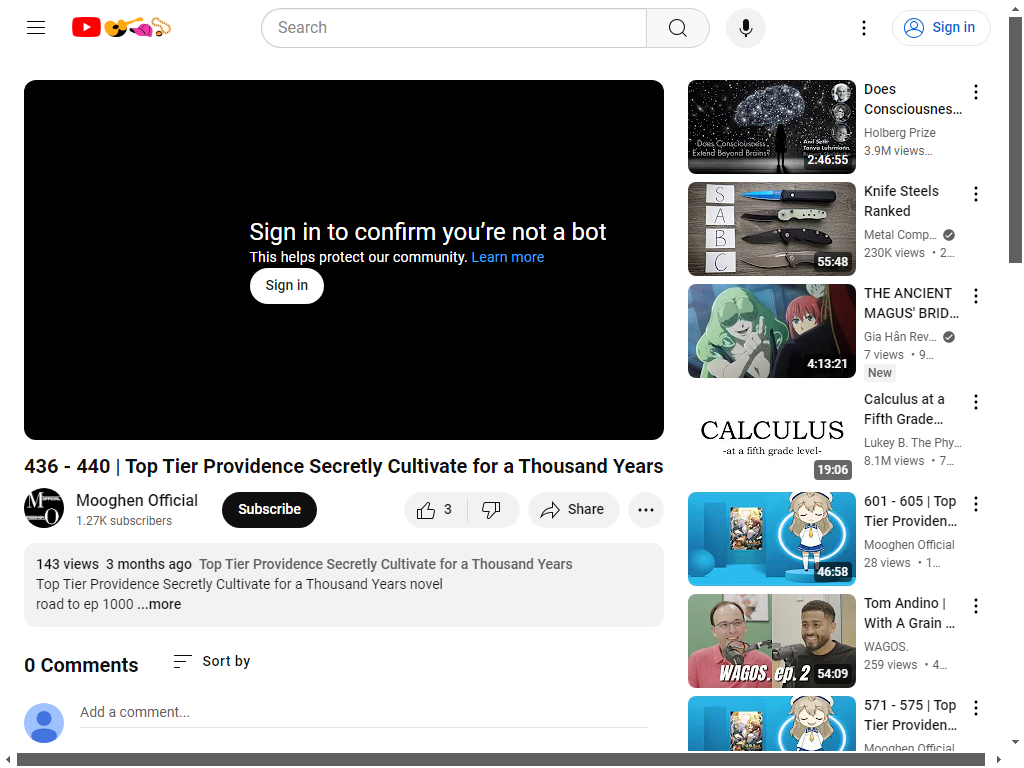 Search
Sign in
Sign in to confirm you’re not a bot
This helps protect our community. Learn more
Sign in
436 - 440 | Top Tier Providence Secretly Cultivate for a Thousand Years
Mooghen Official
1.27K subscribers
Subscribe
3
Share
143 views 3 months ago Top Tier Providence Secretly Cultivate for a Thousand Years
Top Tier Providence Secretly Cultivate for a Thousand Years novel
road to ep 1000 ...more
0 Comments
Sort by
Add a comment...
Does Consciousness
Extend Beyond Brains?
Anil Seth
Tanya Luhrmann
2:46:55
Does
Consciousnes...
Holberg Prize
3.9M views...
S
A
B
C
55:48
Knife Steels
Ranked
Metal Comp...
230K views • 2...
4:13:21
THE ANCIENT
MAGUS' BRID...
Gia Hân Rev...
7 views • 9...
New
CALCULUS
-at a fifth grade level-
19:06
Calculus at a
Fifth Grade...
Lukey B. The Phy...
8.1M views • 7...
46:58
601 - 605 | Top
Tier Providen...
Mooghen Official
28 views • 1...
WAGOS. ep. 2
54:09
Tom Andino |
With A Grain ...
WAGOS.
259 views • 4...
571 - 575 | Top
Tier Providen...
Mooghen Official